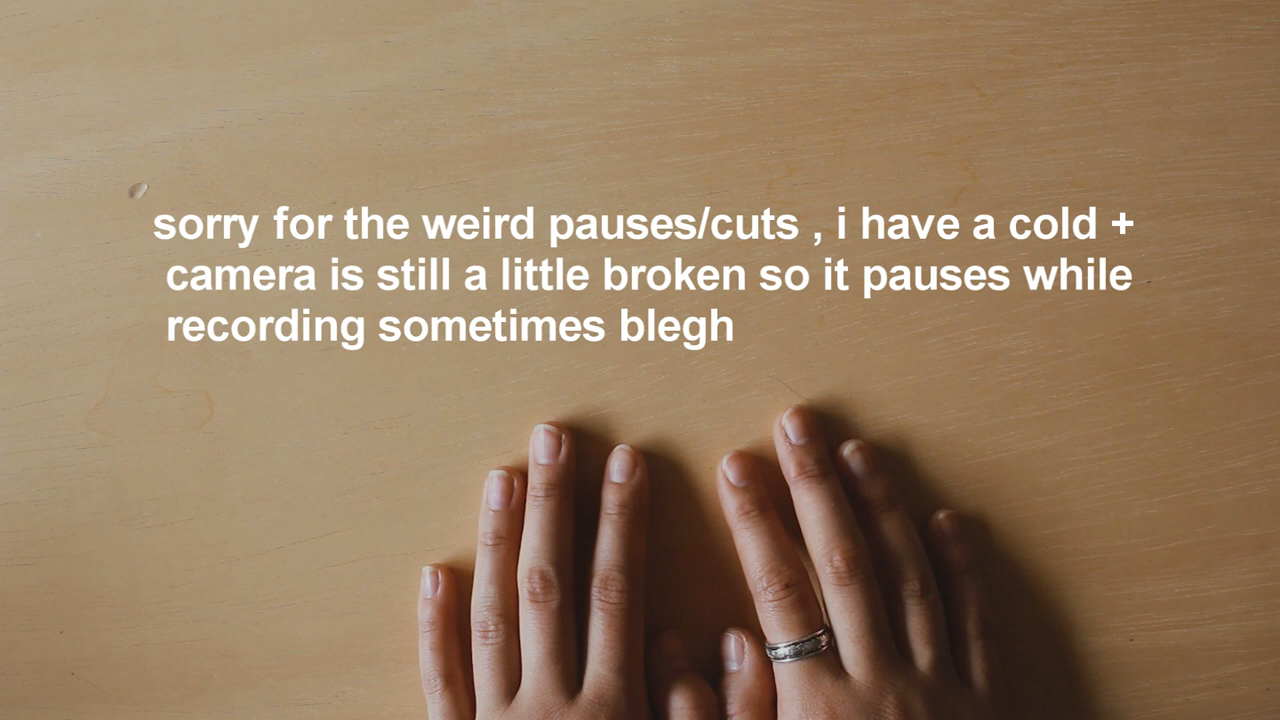 sorry for the weird pauses/cuts , i have a cold +
camera is still a little broken so it pauses while
recording sometimes blegh